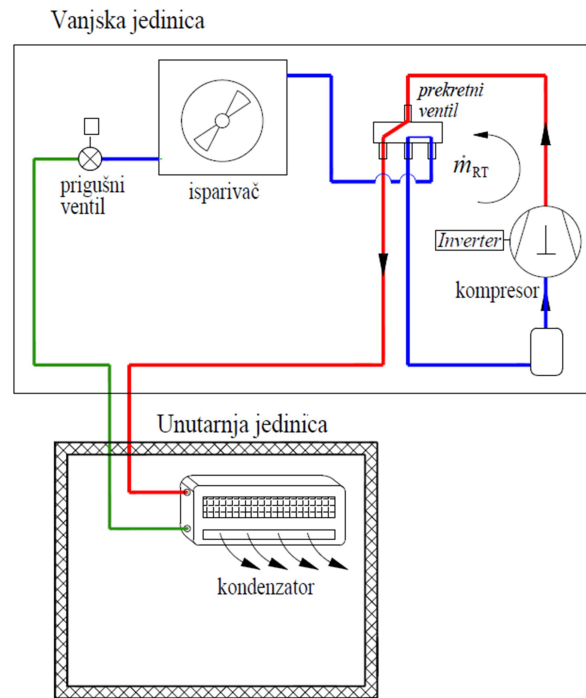 Vanjska jedinica
prekretni
ventil
ṁRT
prigušni
ventil
isparivač
Inverter
kompresor
Unutarnja jedinica
kondenzator